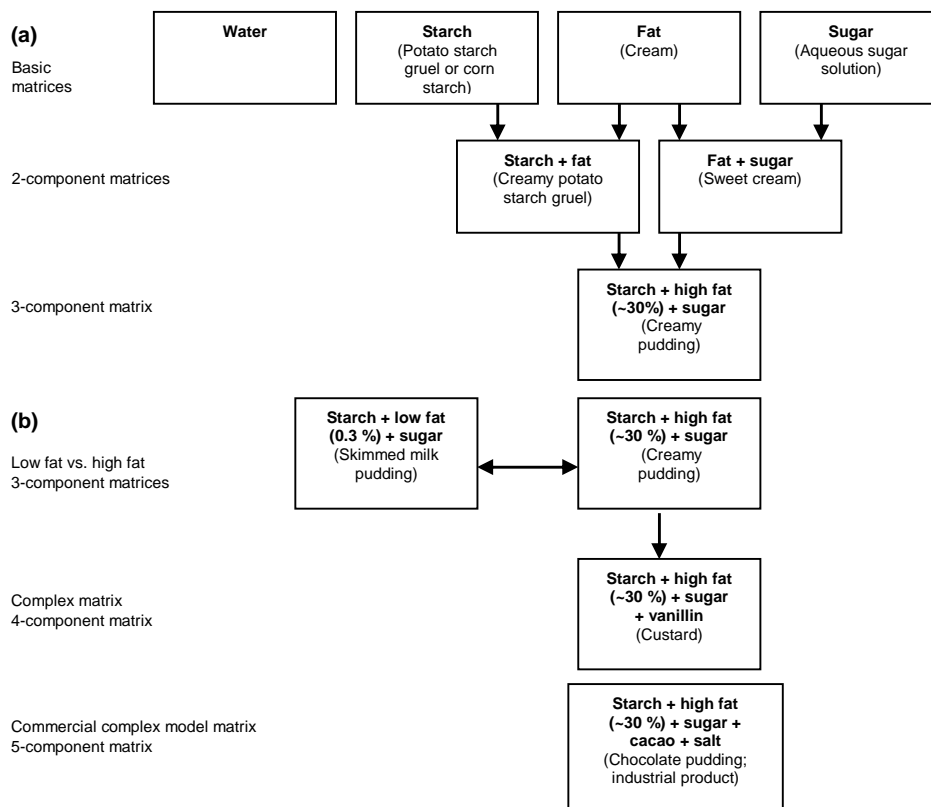 (a)
Basic
matrices
Water
Starch
(Potato starch
gruel or corn
starch)
Fat
(Cream)
Sugar
(Aqueous sugar
solution)
2-component matrices
Starch + fat
(Creamy potato
starch gruel)
Fat + sugar
(Sweet cream)
3-component matrix
Starch + high fat
(~30%) + sugar
(Creamy
pudding)
(b)
Low fat vs. high fat
3-component matrices
Starch + low fat
(0.3 %) + sugar
(Skimmed milk
pudding)
Starch + high fat
(~30 %) + sugar
(Creamy
pudding)
Complex matrix
4-component matrix
Starch + high fat
(~30 %) + sugar
+ vanillin
(Custard)
Commercial complex model matrix
5-component matrix
Starch + high fat
(~30 %) + sugar +
cacao + salt
(Chocolate pudding;
industrial product)